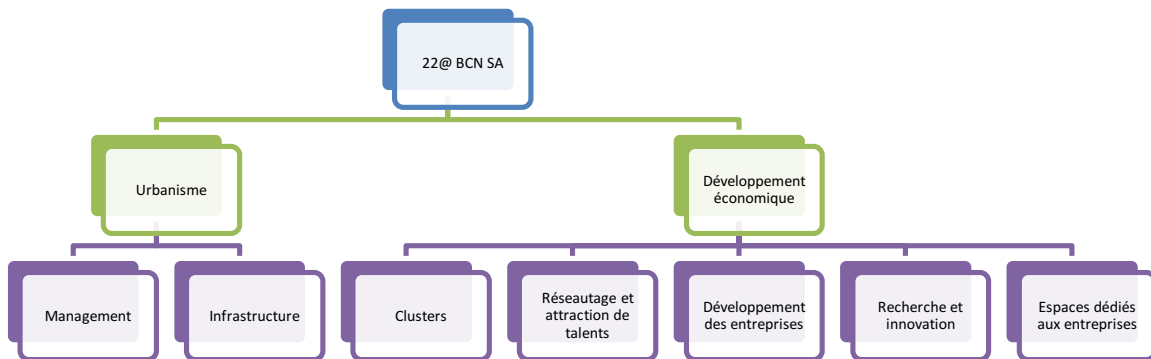 22@ BCN SA
Urbanisme
Développement
économique
Management
Infrastructure
Clusters
Réseautage et
attraction de
talents
Développement
des entreprises
Recherche et
innovation
Espaces dédiés
aux entreprises